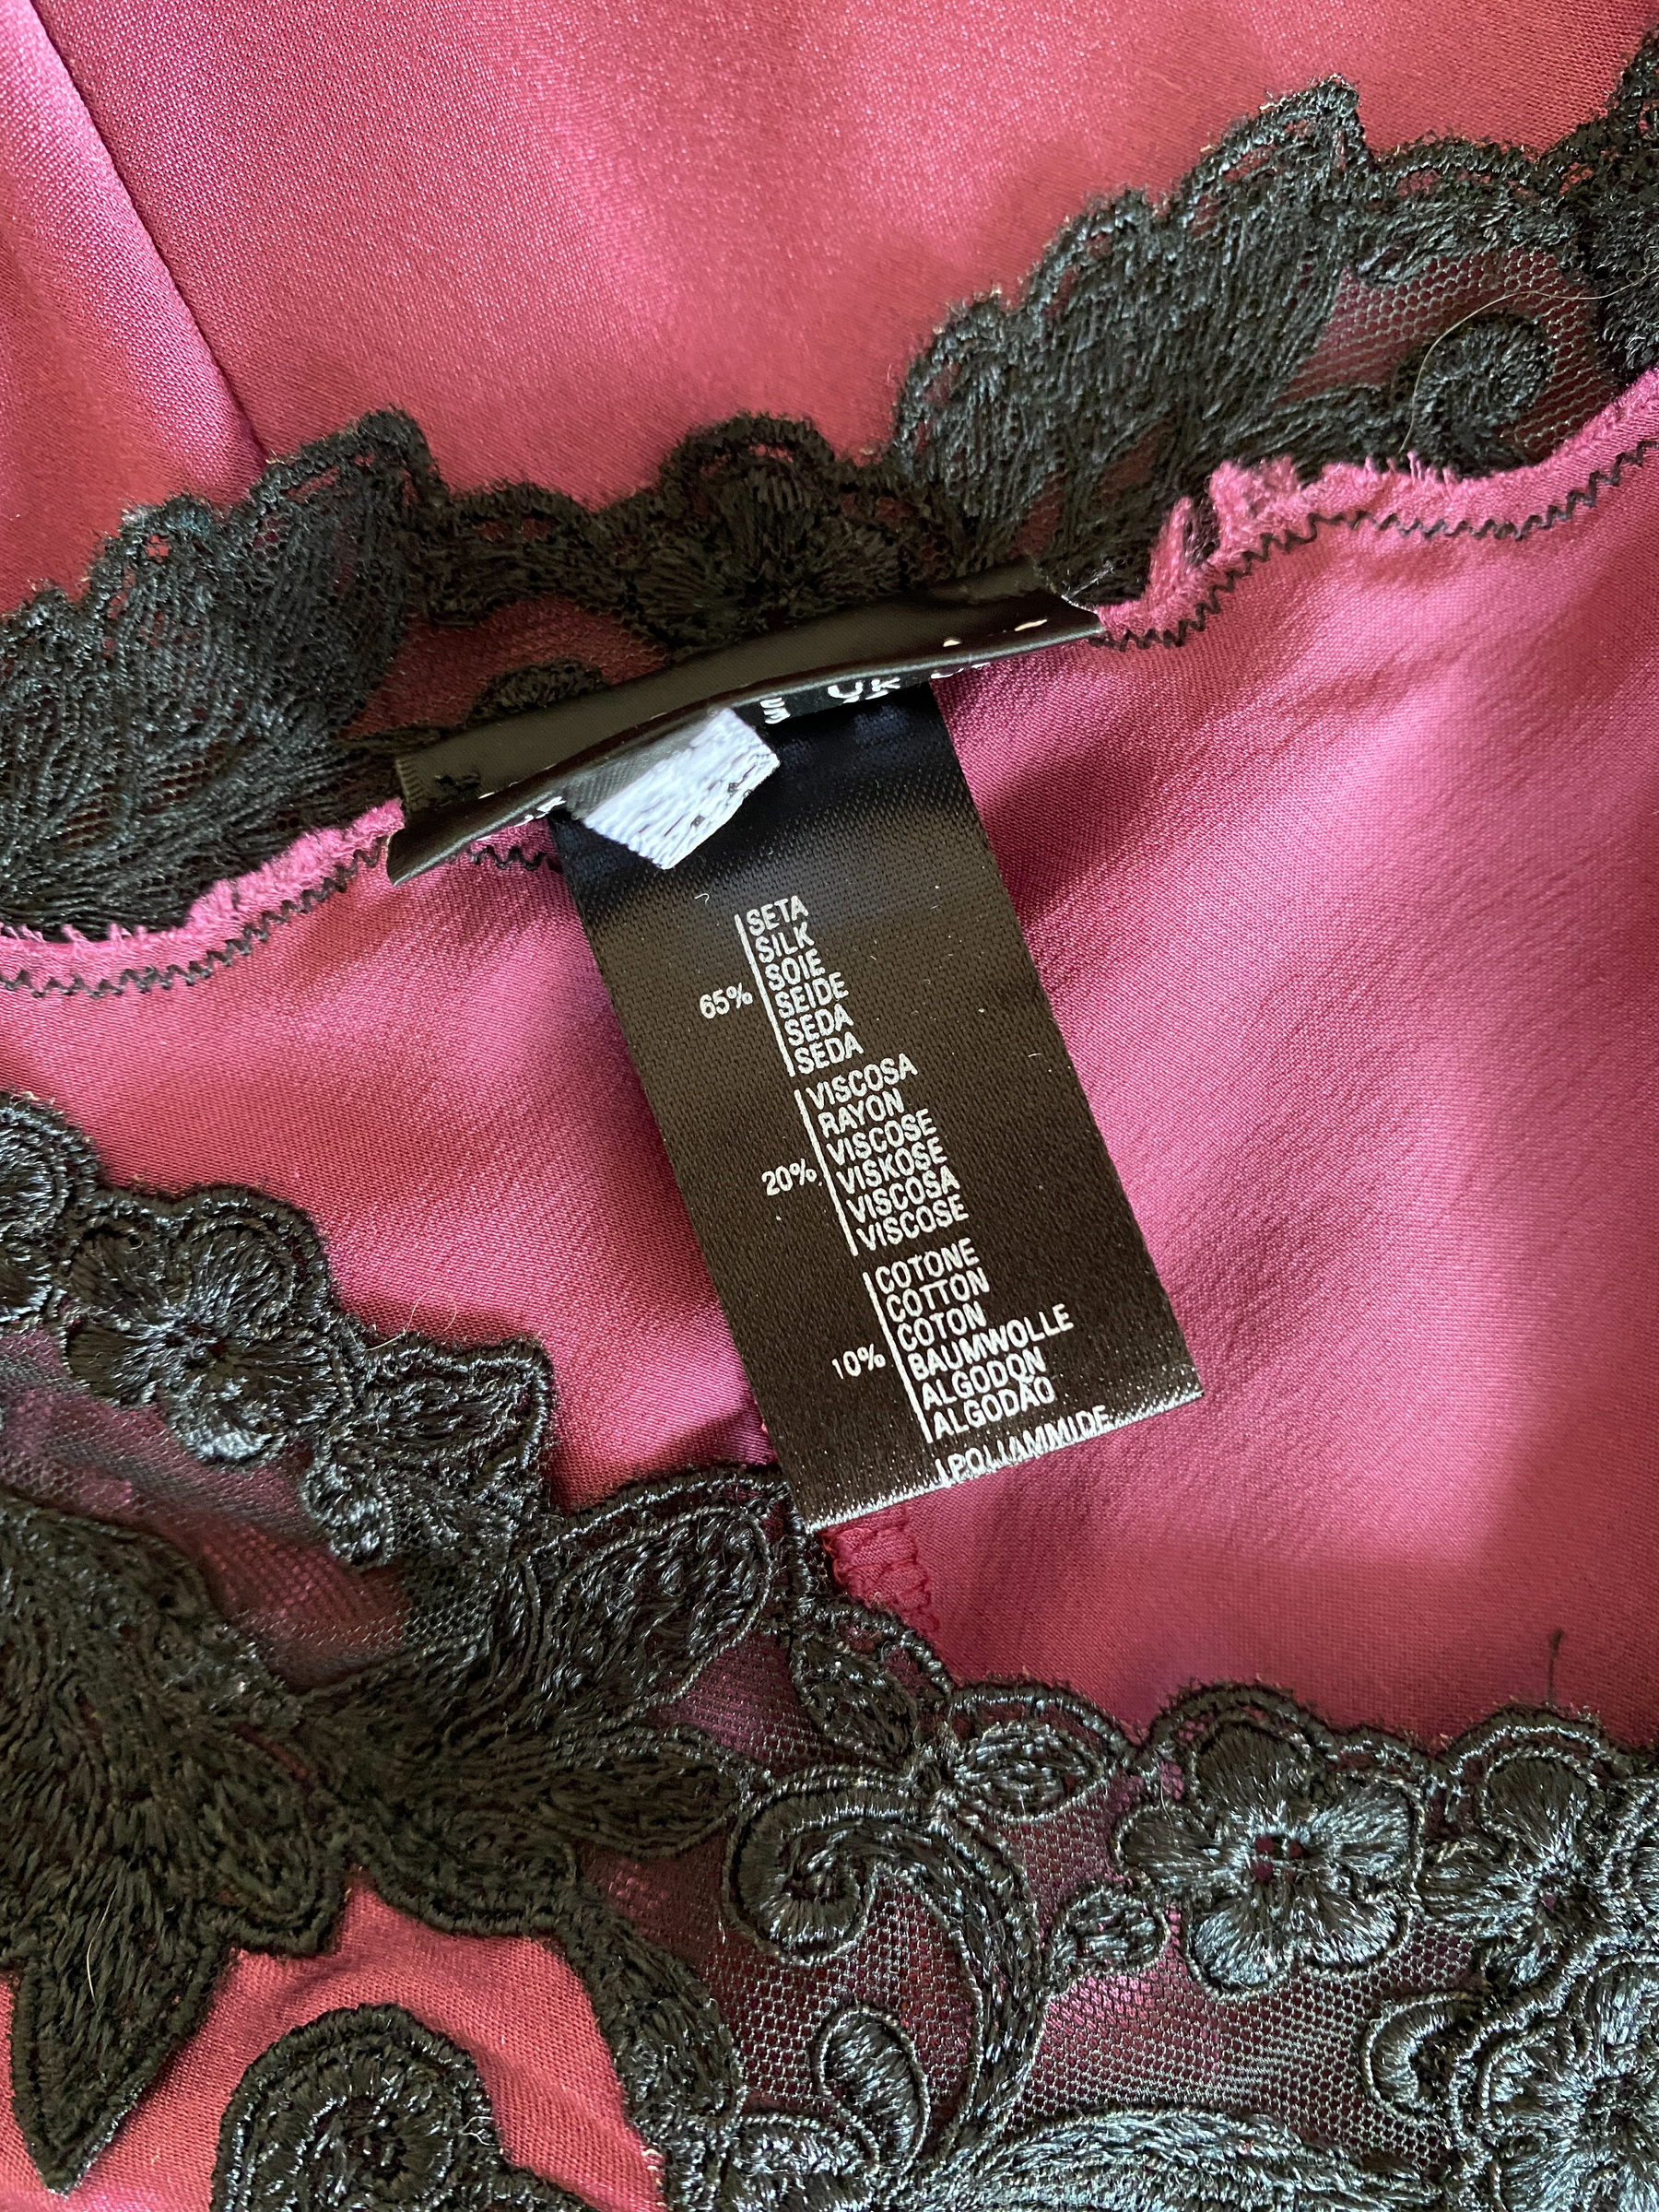 UK
65%
SETA
SILK
SOIE
SEIDE
SEDA
SEDA
20%
VISCOSA
RAYON
VISCOSE
VISKOSE
VISCOSA
VISCOSE
10%
COTONE
COTTON
COTON
BAUMWOLLE
ALGODON
ALGODÃO
POLIAMMIDE